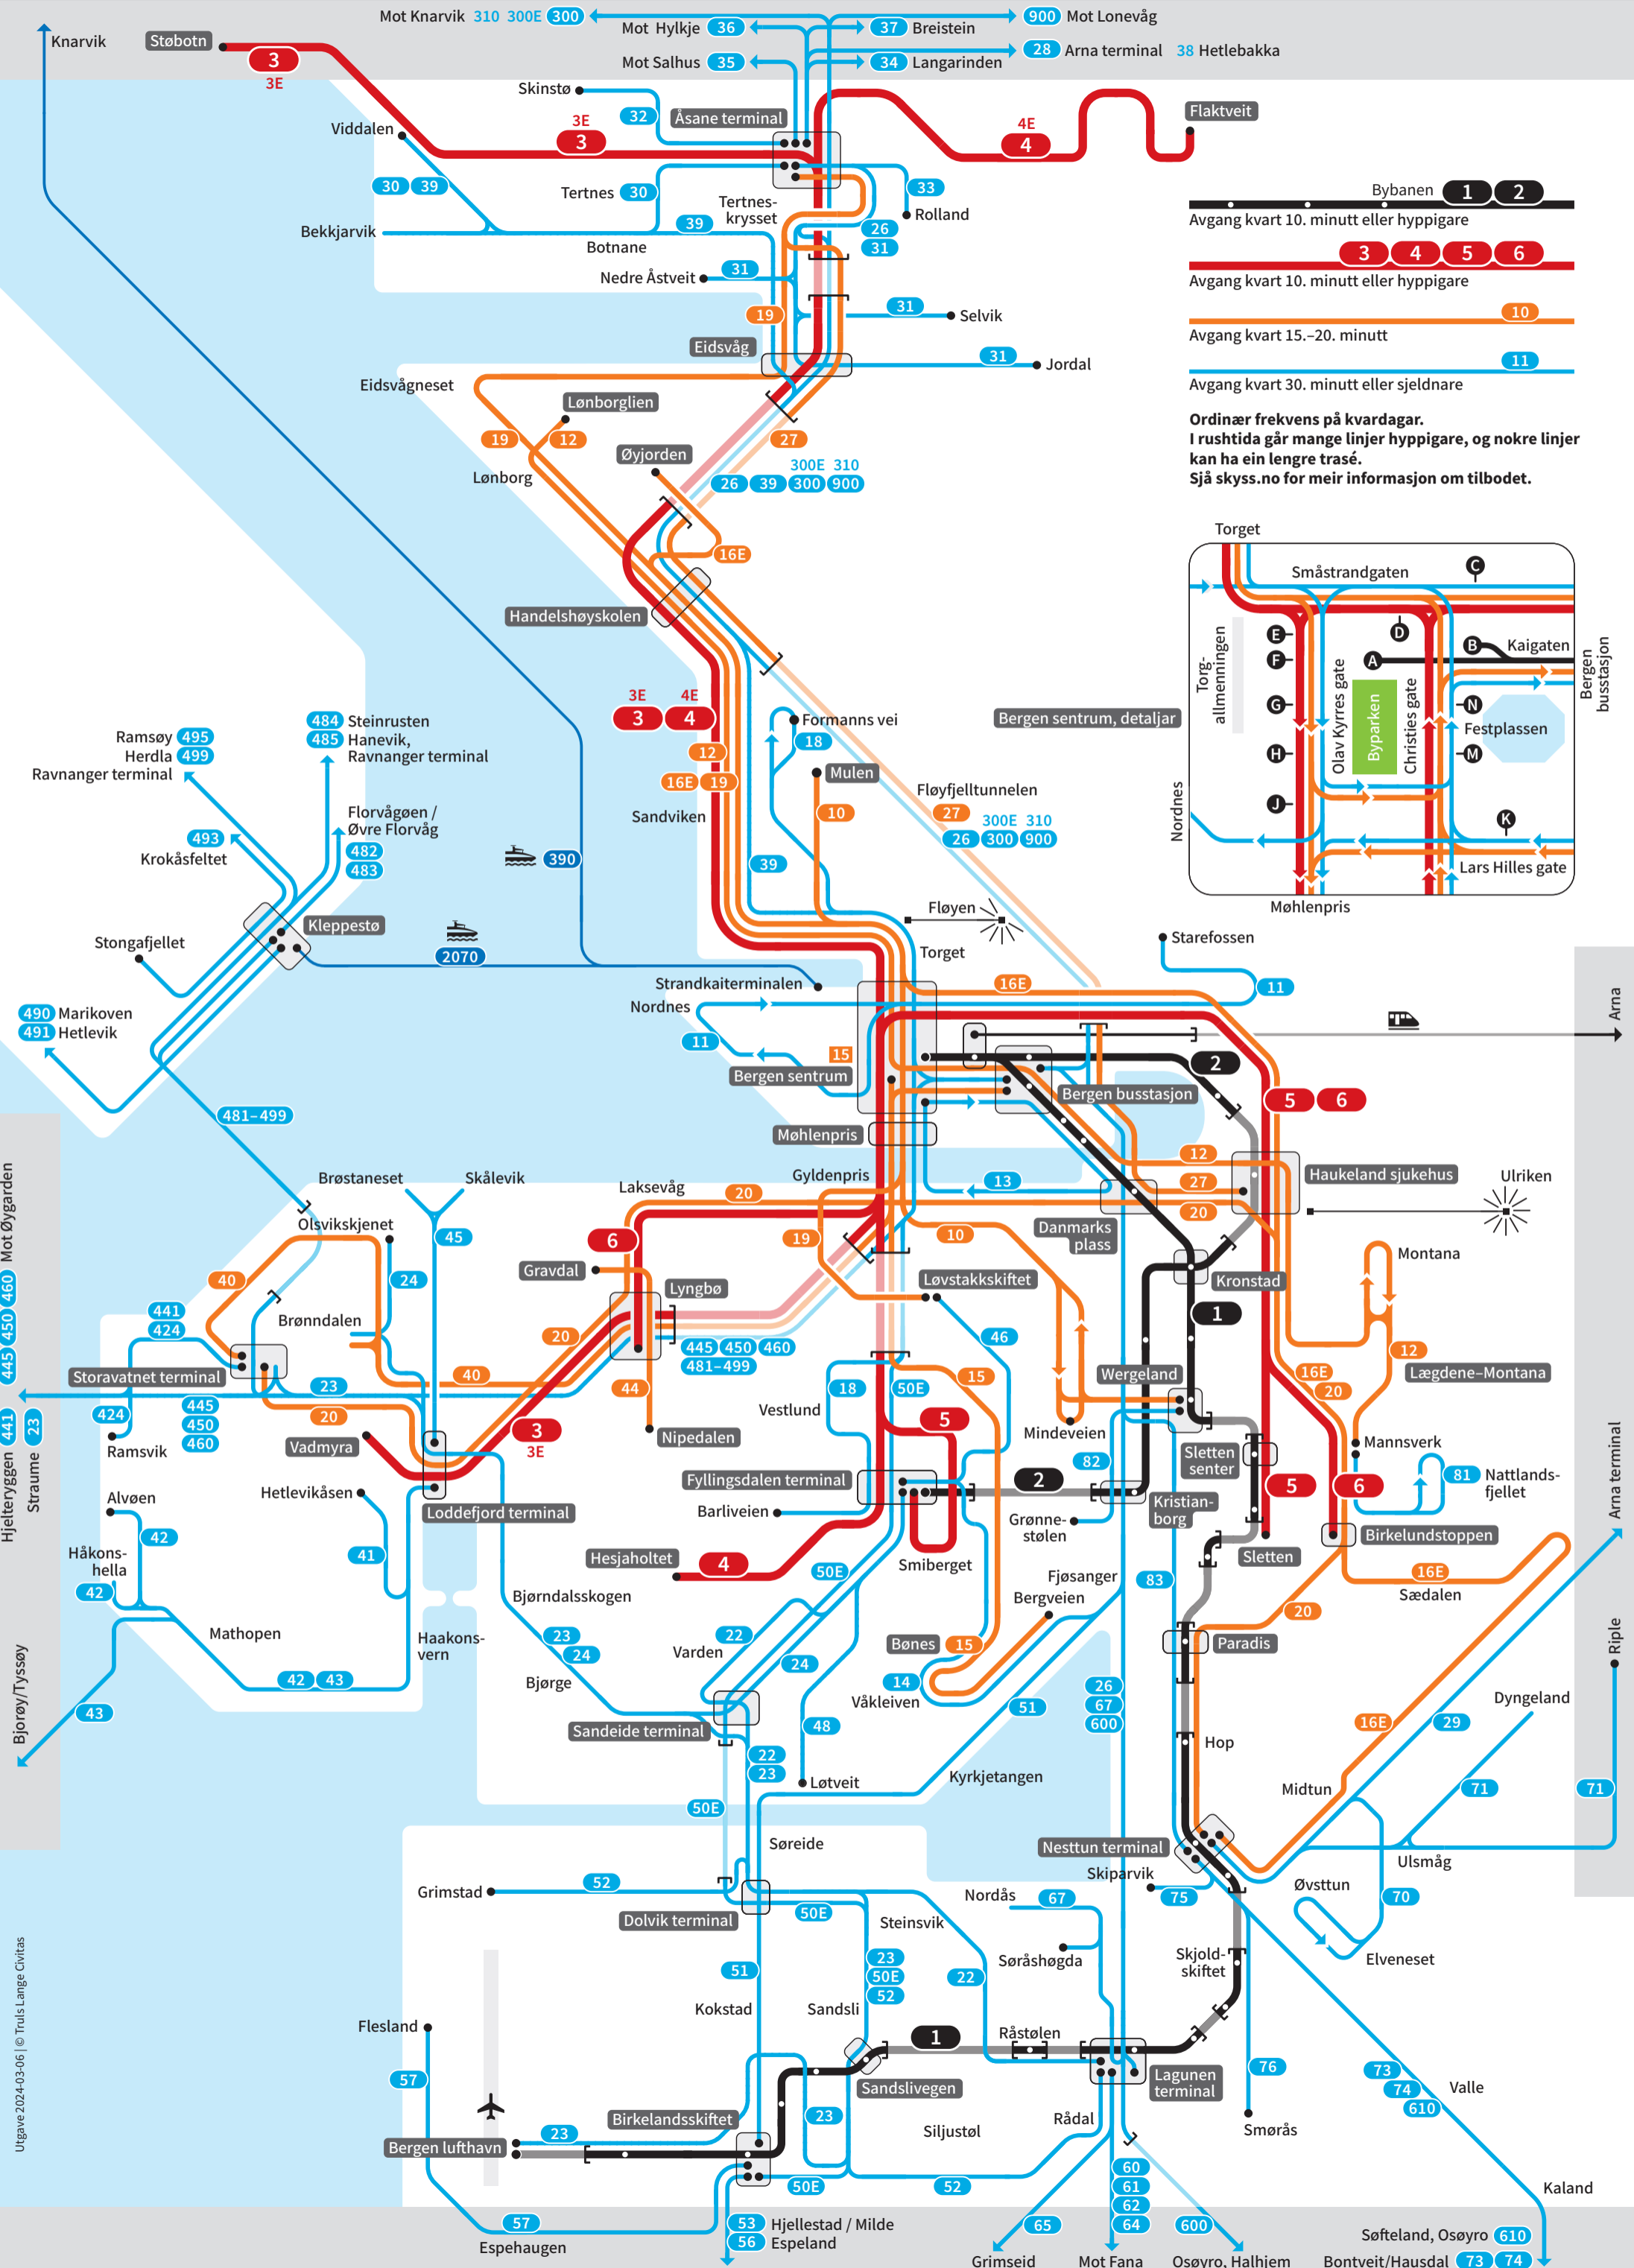 Mot Knarvik 310 300E 300
900 Mot Lonevåg
Mot Hylkje 36
37 Breistein
28 Arna terminal 38 Hetlebakka
Mot Salhus 35
34 Langarinden
Knarvik
Støbotn
3
3E
Skinstø
32
Åsane terminal
Flaktveit
4E
4
3E
3
Viddalen
30 39
Tertnes 30
33
Rolland
Tertnes-
krysset
39
26
31
Bekkjarvik
Botnane
Nedre Åstveit
31
19
31
Selvik
Eidsvåg
31
Jordal
Bybanen 1 2
Avgang kvart 10. minutt eller hyppigare
3 4 5 6
Avgang kvart 10. minutt eller hyppigare
10
Avgang kvart 15.–20. minutt
11
Avgang kvart 30. minutt eller sjeldnare
Ordinær frekvens på kvardagar.
I rushtida går mange linjer hyppigare, og nokre linjer
kan ha ein lengre trasé.
Sjå skyss.no for meir informasjon om tilbodet.
Eidsvågneset
Lønborglien
19
12
27
Øyjorden
Lønborg
300E 310
26 39 300 900
16E
Handelshøyskolen
Torget
Småstrandgaten
C
E
D
F
B
Kaigaten
A
Torg-
allmenningen
Olav Kyrres gate
Byparken
Christies gate
Bergen
busstasjon
G
N
Festplassen
H
M
J
K
Nordnes
Lars Hilles gate
Møhlenpris
Bergen sentrum, detaljar
3E 4E
3 4
12
16E 19
Sandviken
Formanns vei
18
Mulen
10
39
Fløyfjelltunnelen
27
300E 310
26 300 900
Ramsøy 495
Herdla 499
Ravnanger terminal
484 Steinrusten
485 Hanevik,
Ravnanger terminal
493
Krokåsfeltet
Florvågøen /
Øvre Florvåg
482
483
390
Kleppestø
Stongafjellet
2070
490 Marikoven
491 Hetlevik
481–499
Fløyen
Torget
Starefossen
11
Strandkaiterminalen
Nordnes
16E
11
15
Bergen sentrum
Bergen busstasjon
2
Arna
5 6
Møhlenpris
Gyldenpris
12
13
27
20
Haukeland sjukehus
Ulriken
Danmarks
plass
Mot Øygarden
445 450 460
Hjelteryggen 441
Straume 23
Brøstaneset
Skålevik
Laksevåg
20
Olsvikskjenet
45
6
19
10
Gravdal
Løvstakkskiftet
Kronstad
Montana
40
24
Lyngbø
1
441
424
Brønndalen
20
445 450 460
481–499
46
12
Storavatnet terminal
23
40
44
18
50E
15
Wergeland
16E
20
Lægdene–Montana
424
445
450
460
20
Vestlund
5
Mindeveien
Ramsvik
Vadmyra
3
3E
Nipedalen
Sletten
senter
Mannsverk
82
81
Nattlands-
fjellet
Fyllingsdalen terminal
2
5
6
Alvøen
Hetlevikåsen
Loddefjord terminal
Barliveien
Kristian-
borg
Grønne-
stølen
Birkelundstoppen
42
Håkons-
hella
41
Hesjaholtet
4
Smiberget
Sletten
42
50E
Fjøsanger
Bergveien
83
16E
Sædalen
Arna terminal
Bjørndalsskogen
20
Mathopen
Haakons-
vern
23
24
22
Varden
Bønes 15
Paradis
Riple
42 43
24
14
Våkleiven
26
67
600
Bjørge
51
Dyngeland
Bjorøy/Tyssøy
43
Sandeide terminal
48
Hop
16E
29
22
23
Løtveit
Kyrkjetangen
Midtun
71
71
50E
Søreide
Nesttun terminal
Ulsmåg
Grimstad
52
Skiparvik
75
Øvsttun
70
Dolvik terminal
50E
Nordås
67
Steinsvik
Søråshøgda
Skjold-
skiftet
Elveneset
51
23
50E
52
22
Kokstad
Sandsli
Flesland
1
Råstølen
57
Sandslivegen
Lagunen
terminal
76
73
74
610
Valle
Birkelandsskiftet
23
Siljustøl
Rådal
Smørås
Bergen lufthavn
23
50E
52
60
61
62
64
Kaland
57
Espehaugen
53 Hjellestad / Milde
56 Espeland
65
600
Grimseid
Mot Fana
Osøyro, Halhjem
Søfteland, Osøyro 610
Bontveit/Hausdal 73 74
Utgave 2024-03-06 | © Truls Lange Civitas